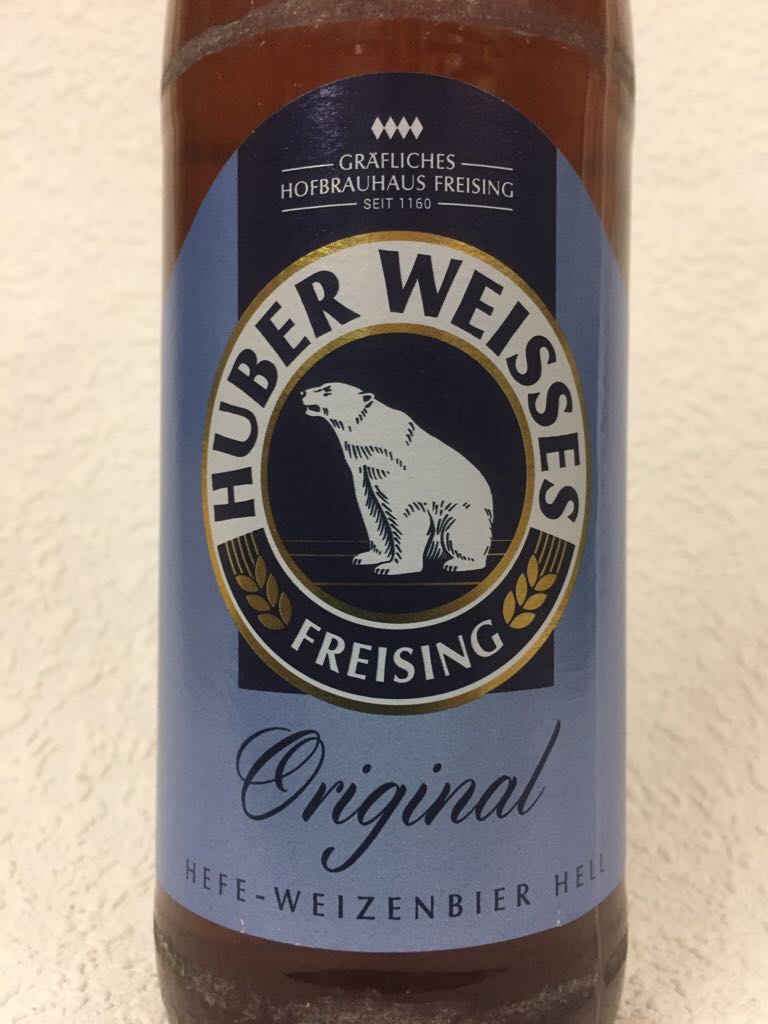 GRÄFLICHES
HOFBRAUHAUS FREISING
SEIT 1160
HUBER WEISSES
FREISING
Original
HEFE-WEIZENBIER HELL